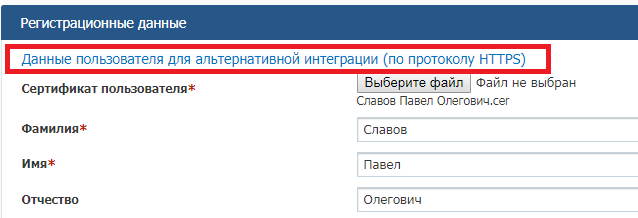 Регистрационные данные
Данные пользователя для альтернативной интеграции (по протоколу HTTPS)
Сертификат пользователя* Выберите файл Файл не выбран
Славов Павел Олегович.cer
Фамилия* Славов
Имя* Павел
Отчество Олегович